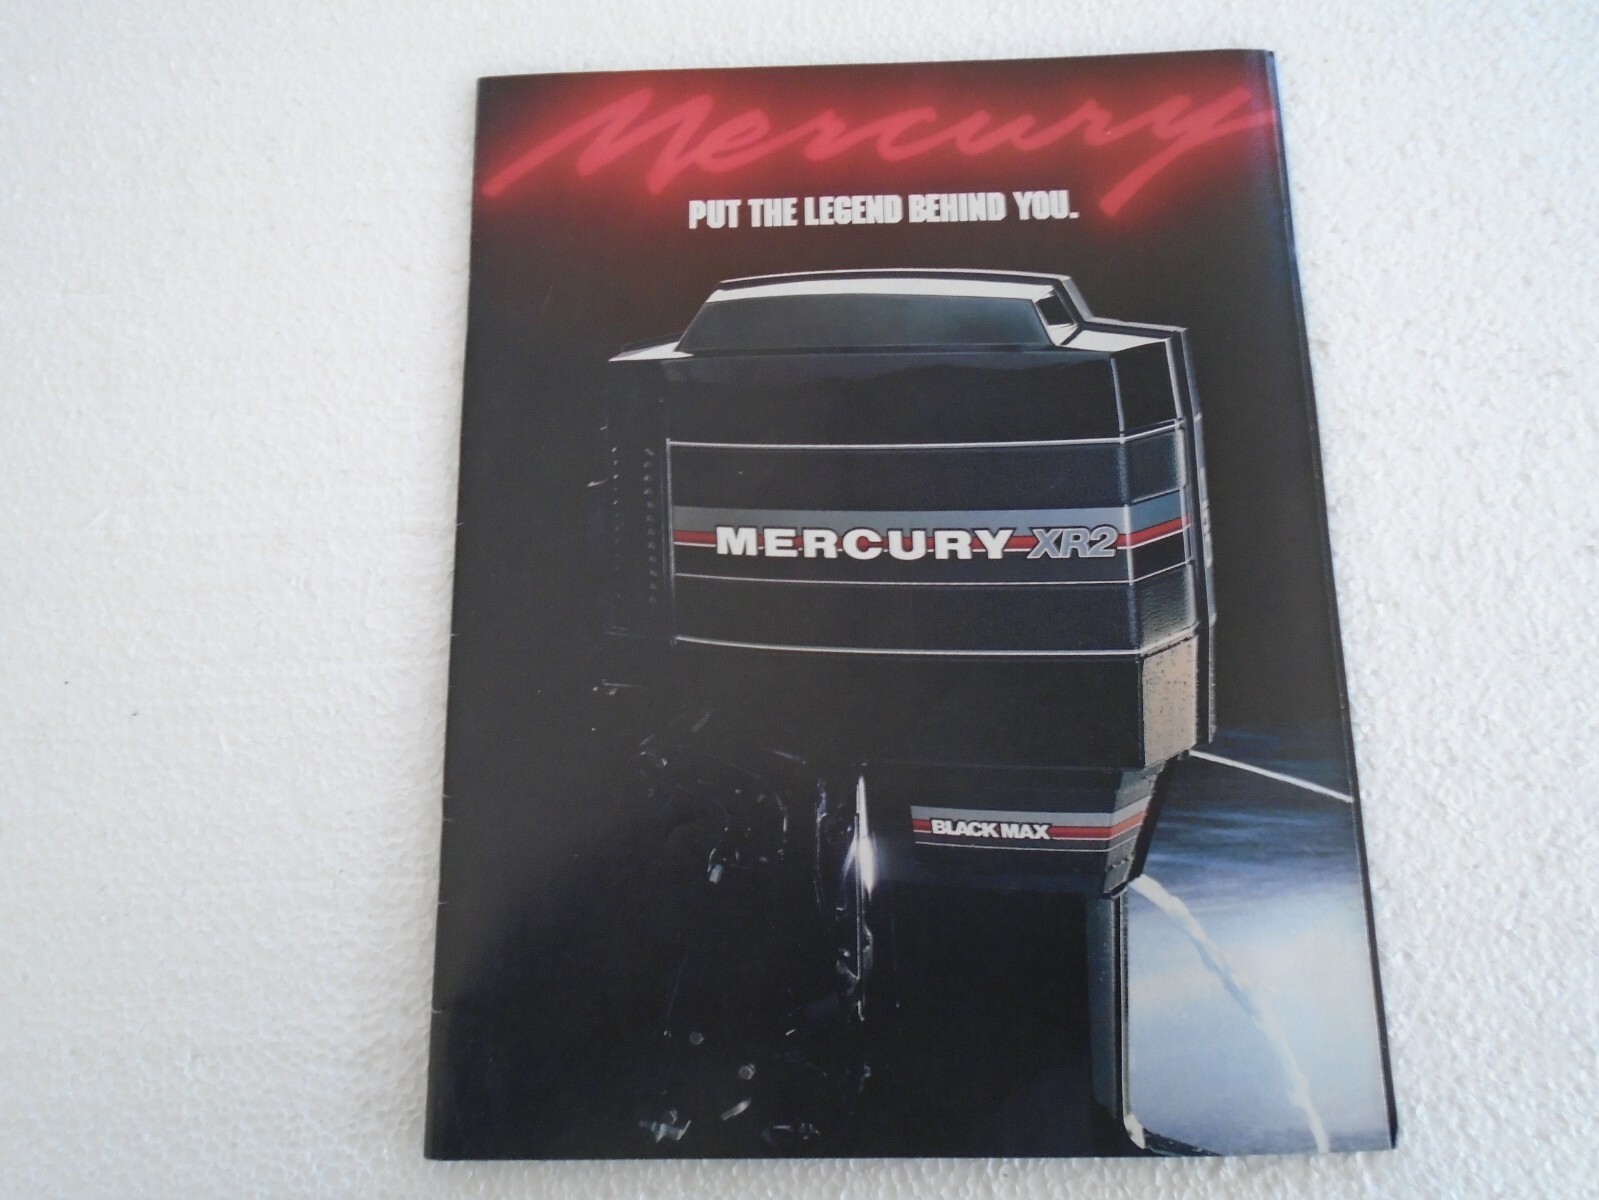 Mercury
PUT THE LEGEND BEHIND YOU.
MERCURY XR2
BLACK MAX